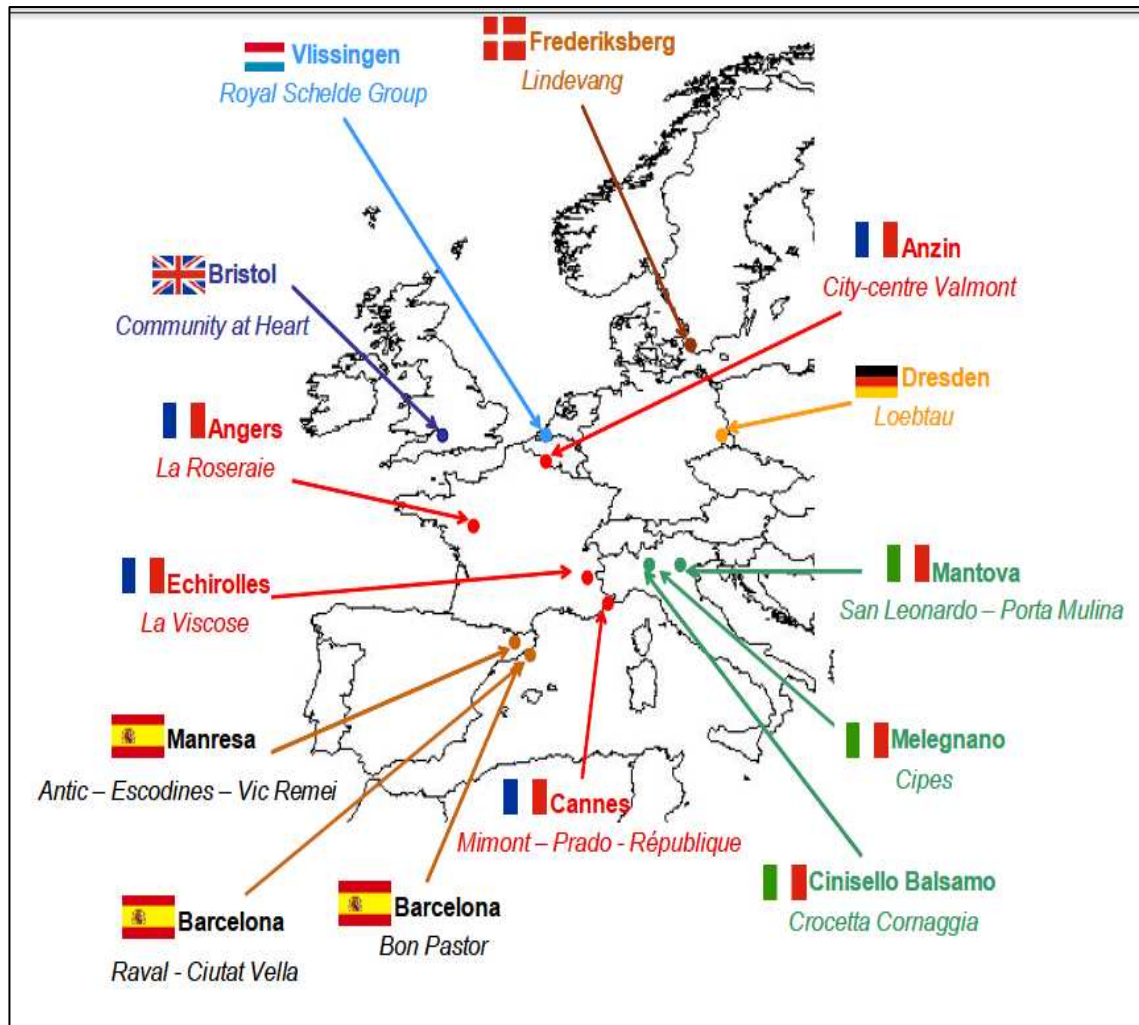 Vlissingen
Royal Schelde Group
Frederiksberg
Lindevang
Anzin
City-centre Valmont
Bristol
Community at Heart
Dresden
Loebtau
Angers
La Roseraie
Echirolles
La Viscose
Mantova
San Leonardo – Porta Mulina
Manresa
Antic – Escodines – Vic Remei
Melegnano
Cipes
Cannes
Mimont – Prado - République
Cinisello Balsamo
Crocetta Cornaggia
Barcelona
Bon Pastor
Barcelona
Raval - Ciutat Vella